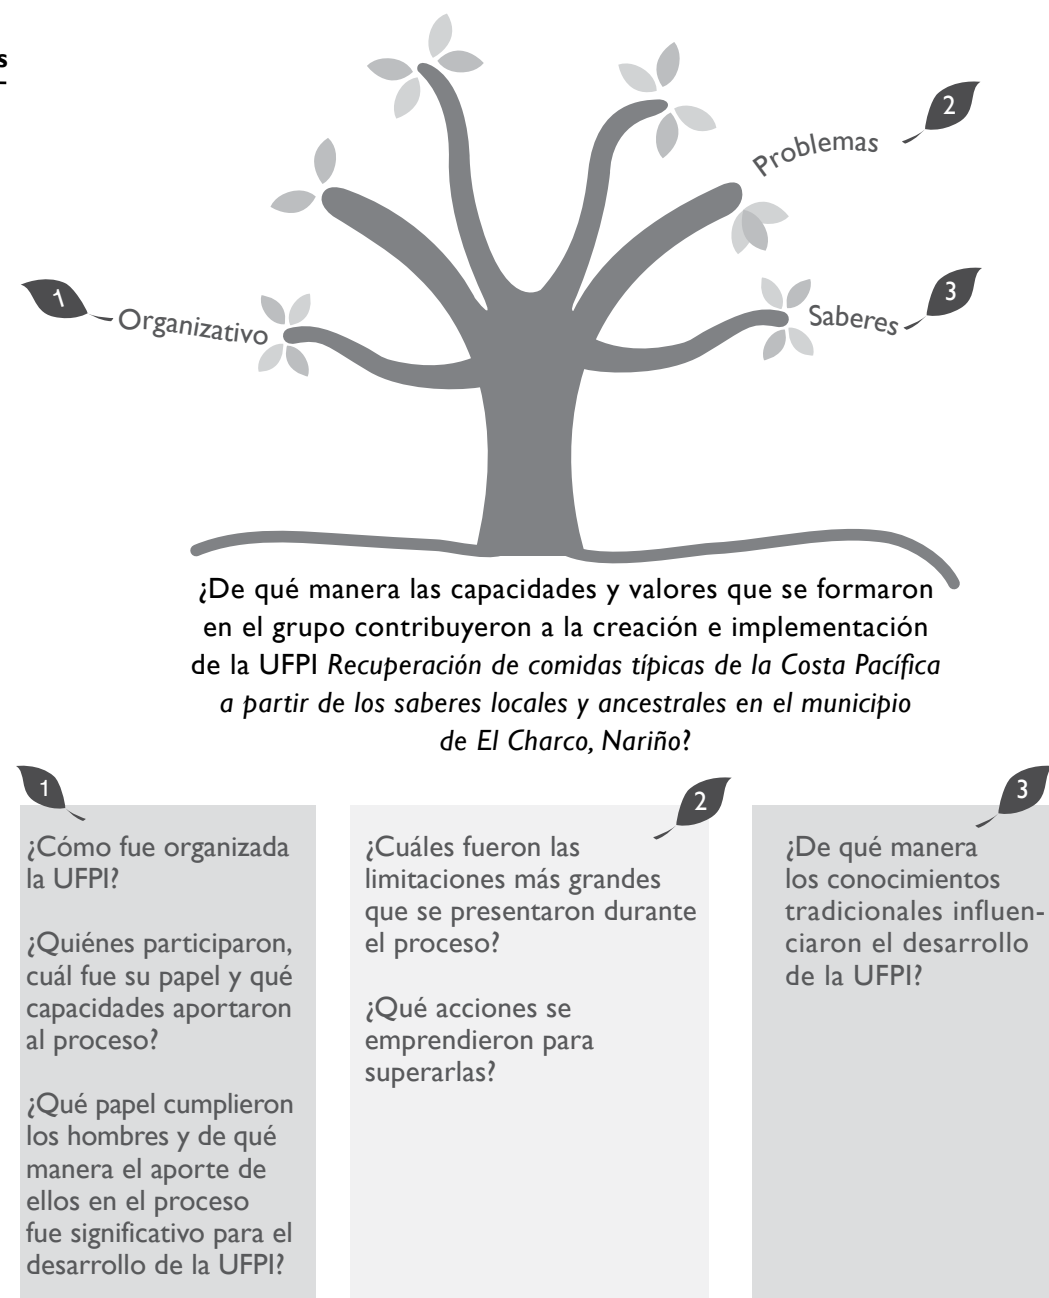 s
2
Problemas
1
Organizativo
3
Saberes
¿De qué manera las capacidades y valores que se formaron
en el grupo contribuyeron a la creación e implementación
de la UFPI Recuperación de comidas típicas de la Costa Pacífica
a partir de los saberes locales y ancestrales en el municipio
de El Charco, Nariño?
1
¿Cómo fue organizada
la UFPI?
¿Quiénes participaron,
cuál fue su papel y qué
capacidades aportaron
al proceso?
¿Qué papel cumplieron
los hombres y de qué
manera el aporte de
ellos en el proceso
fue significativo para el
desarrollo de la UFPI?
2
¿Cuáles fueron las
limitaciones más grandes
que se presentaron durante
el proceso?
¿Qué acciones se
emprendieron para
superarlas?
3
¿De qué manera
los conocimientos
tradicionales influen-
ciaron el desarrollo
de la UFPI?